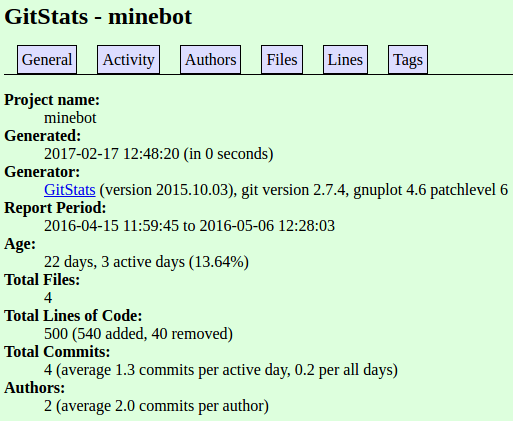 GitStats - minebot
General Activity Authors Files Lines Tags
Project name:
minebot
Generated:
2017-02-17 12:48:20 (in 0 seconds)
Generator:
GitStats (version 2015.10.03), git version 2.7.4, gnuplot 4.6 patchlevel 6
Report Period:
2016-04-15 11:59:45 to 2016-05-06 12:28:03
Age:
22 days, 3 active days (13.64%)
Total Files:
4
Total Lines of Code:
500 (540 added, 40 removed)
Total Commits:
4 (average 1.3 commits per active day, 0.2 per all days)
Authors:
2 (average 2.0 commits per author)